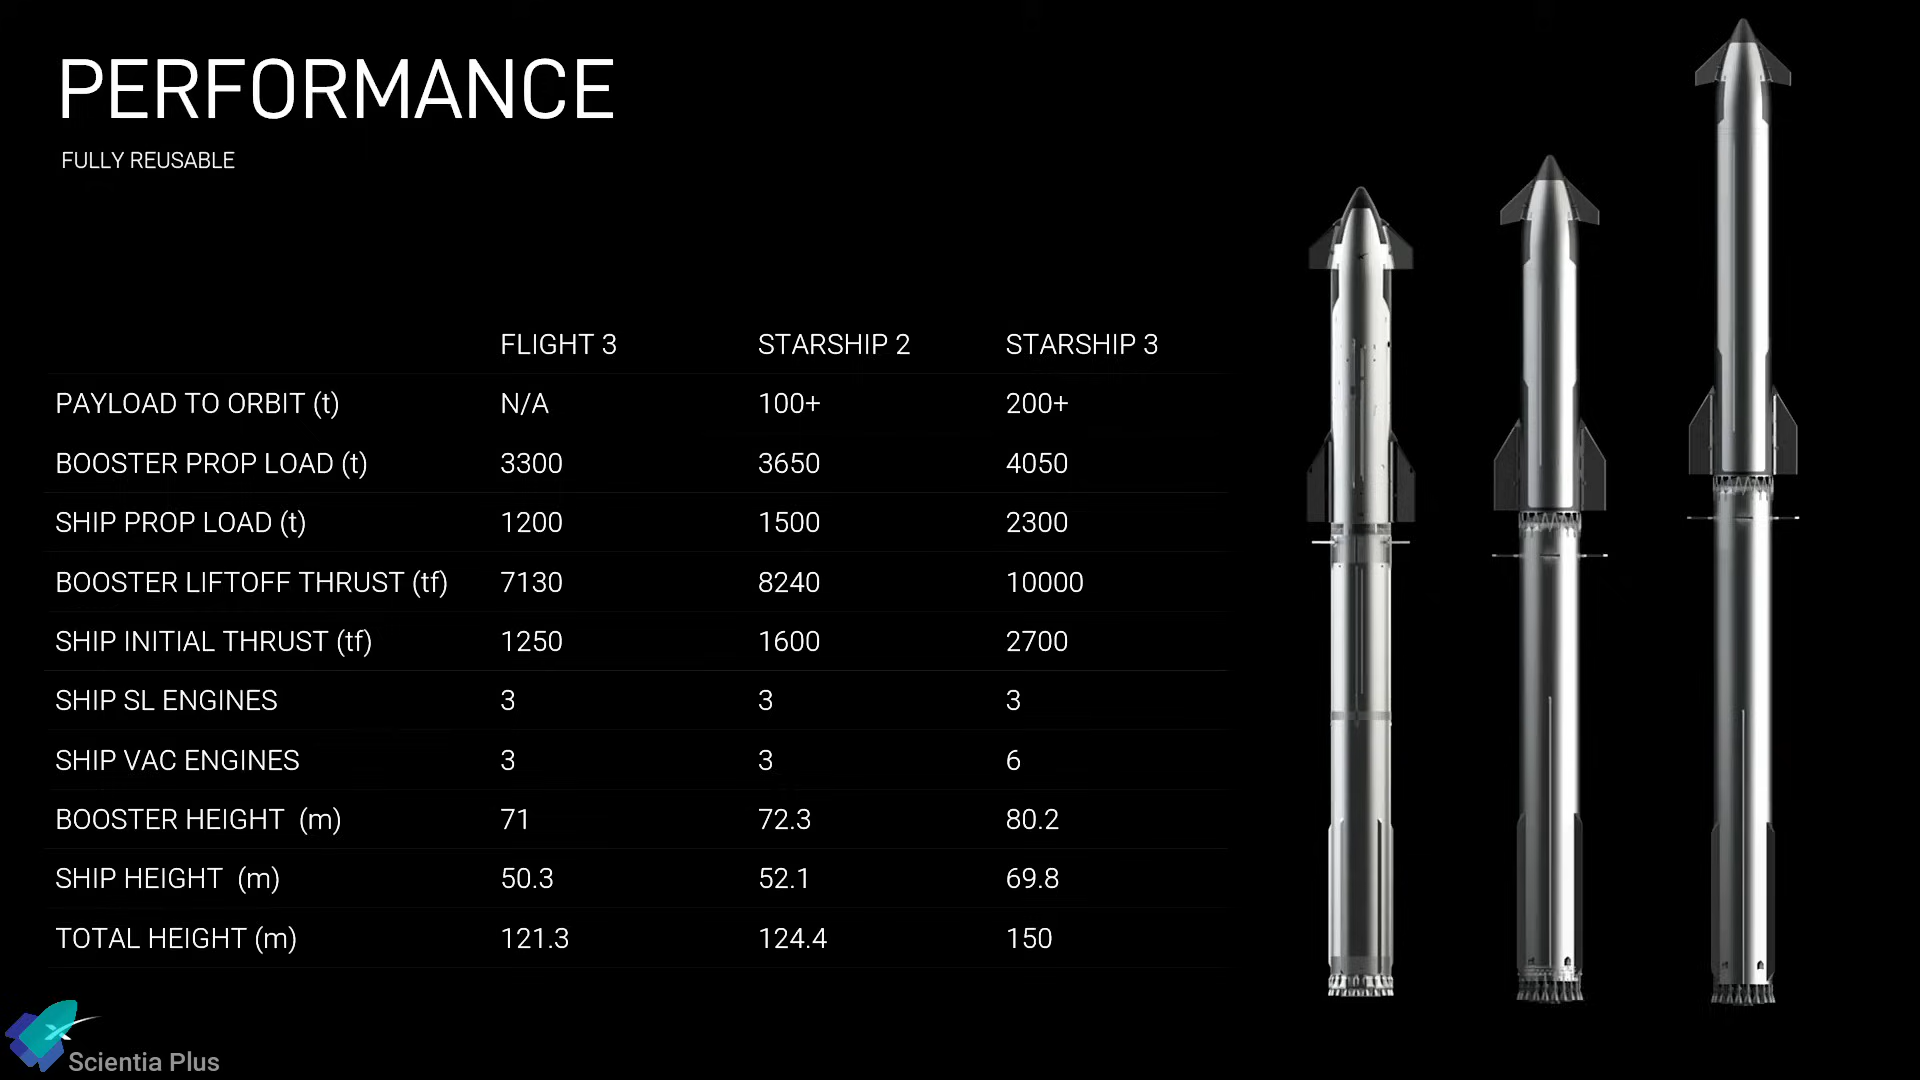 PERFORMANCE
FULLY REUSABLE
FLIGHT 3 STARSHIP 2 STARSHIP 3
PAYLOAD TO ORBIT (t) N/A 100+ 200+
BOOSTER PROP LOAD (t) 3300 3650 4050
SHIP PROP LOAD (t) 1200 1500 2300
BOOSTER LIFTOFF THRUST (tf) 7130 8240 10000
SHIP INITIAL THRUST (tf) 1250 1600 2700
SHIP SL ENGINES 3 3 3
SHIP VAC ENGINES 3 3 6
BOOSTER HEIGHT (m) 71 72.3 80.2
SHIP HEIGHT (m) 50.3 52.1 69.8
TOTAL HEIGHT (m) 121.3 124.4 150
Scientia Plus